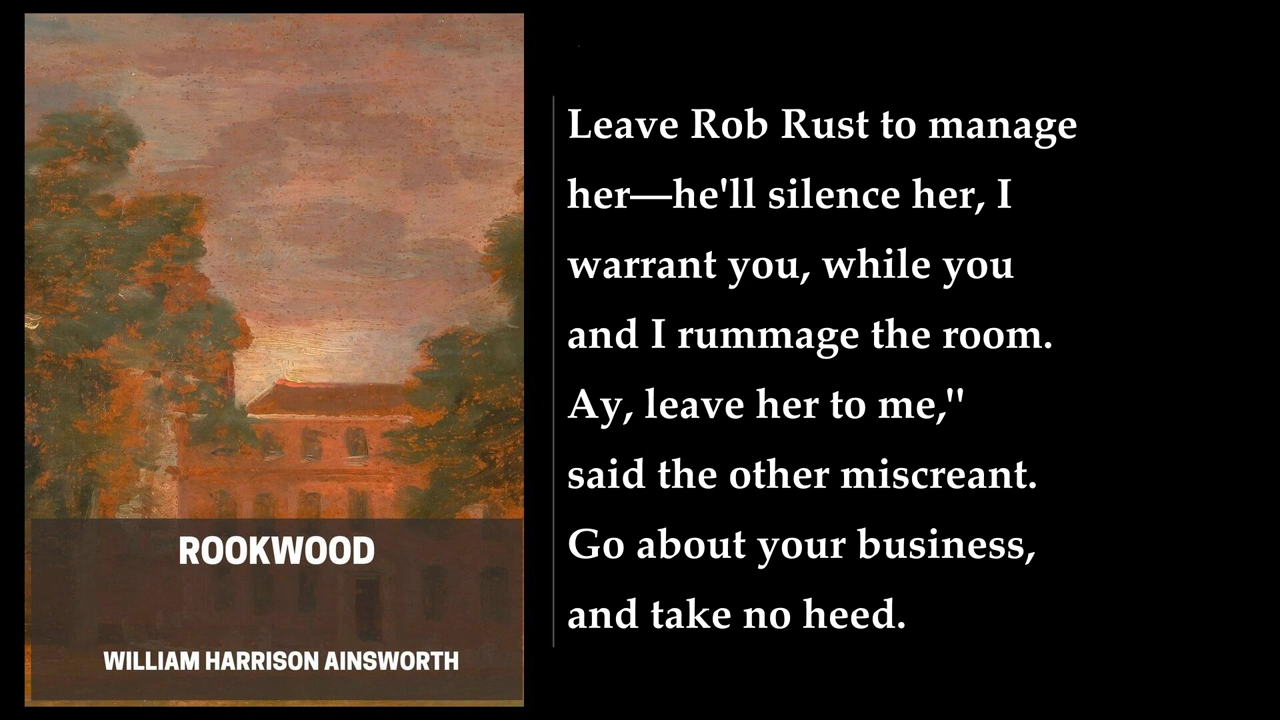 ROOKWOOD
WILLIAM HARRISON AINSWORTH
Leave Rob Rust to manage
her—he'll silence her, I
warrant you, while you
and I rummage the room.
Ay, leave her to me,"
said the other miscreant.
Go about your business,
and take no heed.